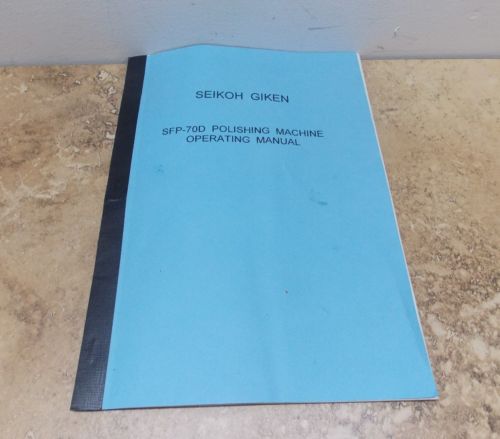 SEIKOH GIKEN
SFP-70D POLISHING MACHINE
OPERATING MANUAL